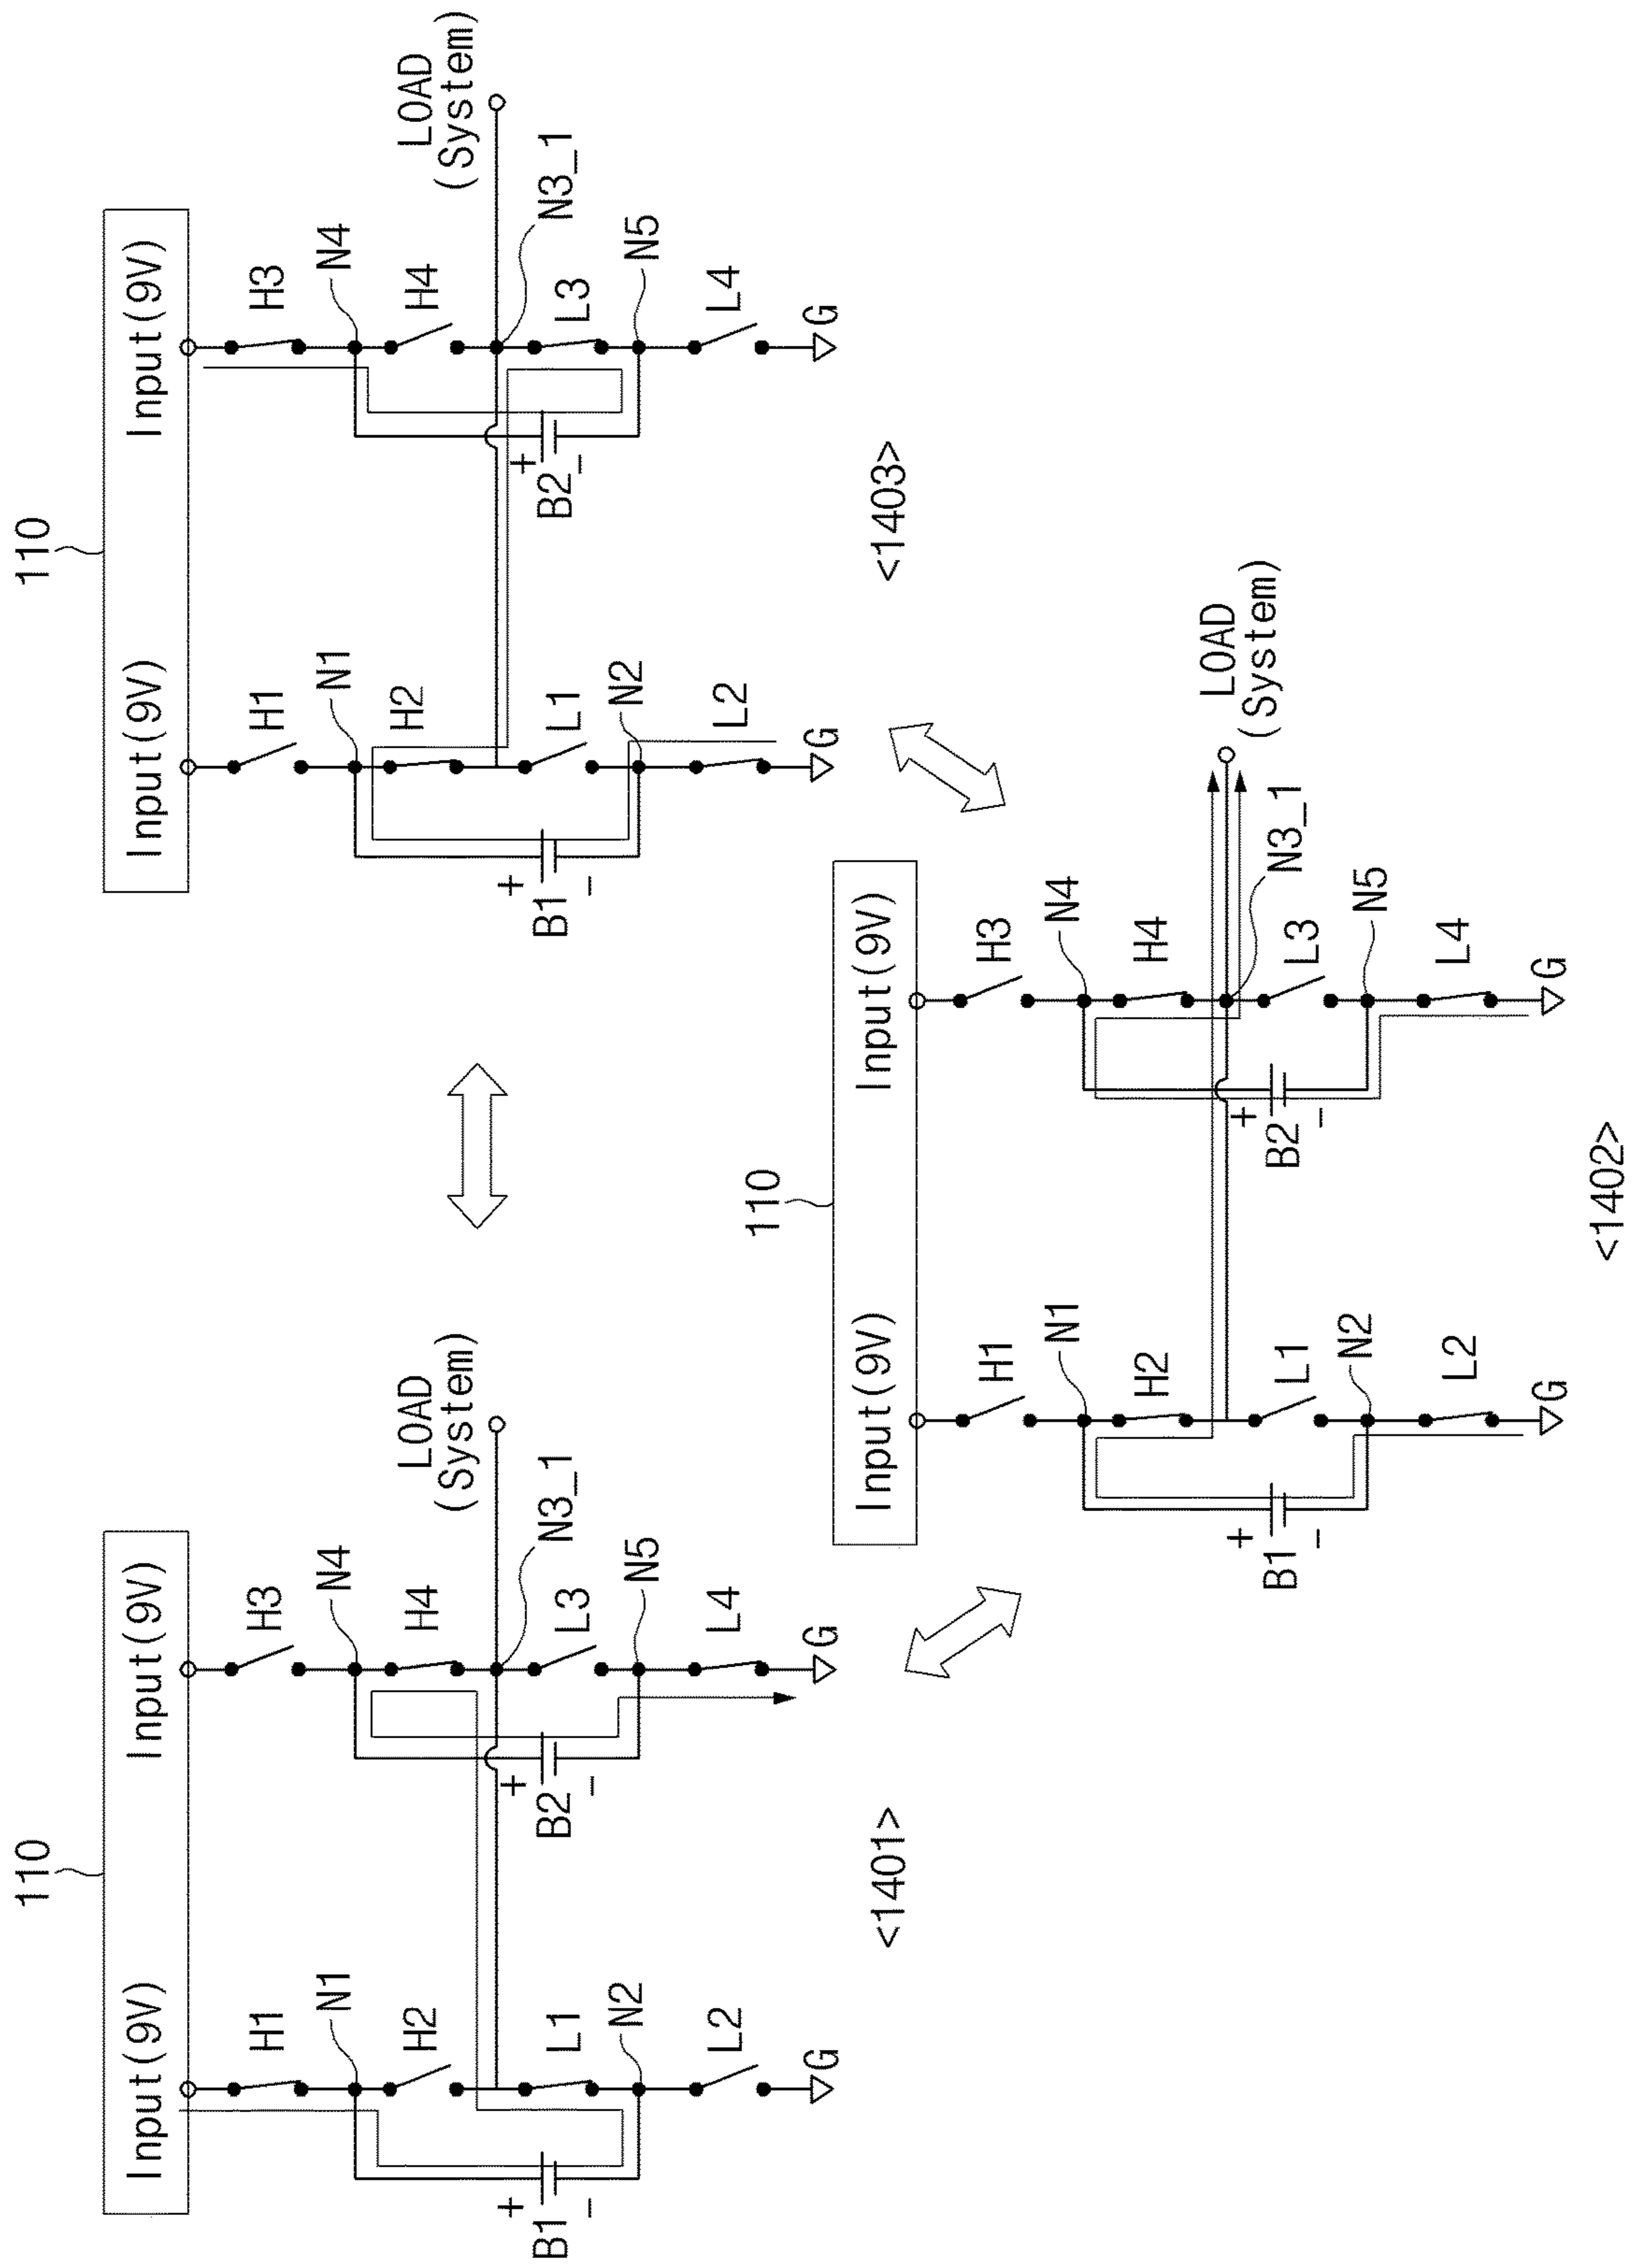 110
Input(9V)
Input(9V)
H1
H3
N1
N4
H2
H4
LOAD
(System)
L1
L3
N3_1
N2
N5
B1
+
-
B2
+
-
L2
L4
G
G
<1401>
110
Input(9V)
Input(9V)
H1
H3
N1
N4
H2
H4
LOAD
(System)
L1
L3
N3_1
N2
N5
B1
+
-
B2
+
-
L2
L4
G
G
<1403>
110
Input(9V)
Input(9V)
H1
H3
N1
N4
H2
H4
LOAD
(System)
L1
L3
N3_1
N2
N5
B1
+
-
B2
+
-
L2
L4
G
G
<1402>